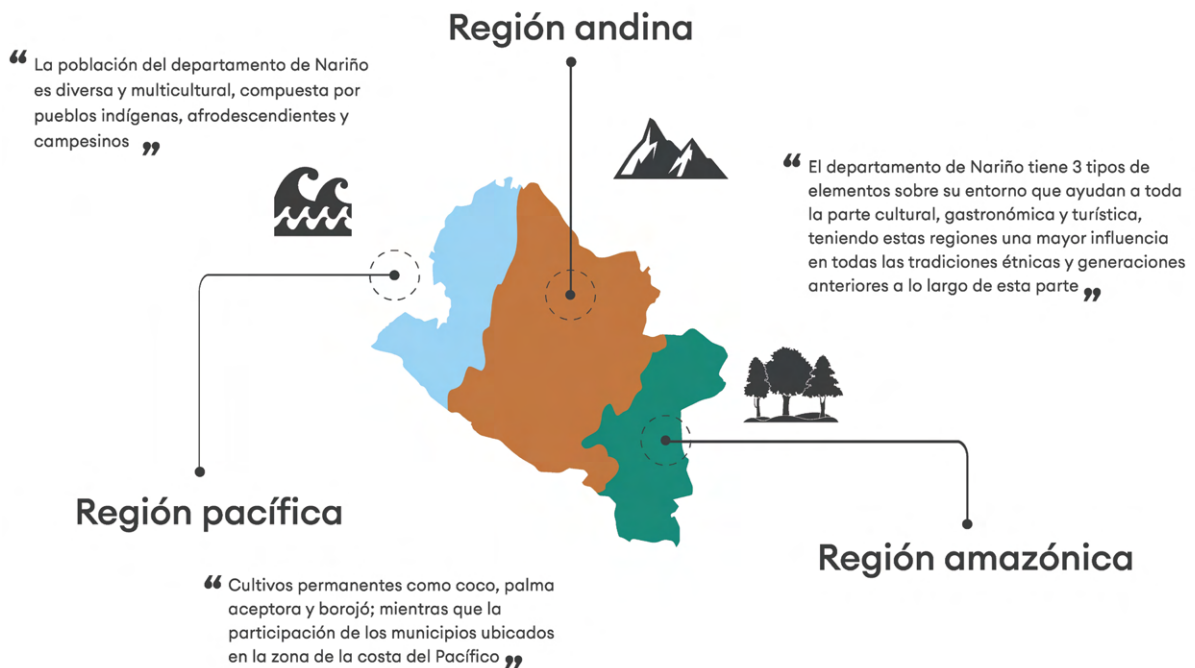 Región andina
“ La población del departamento de Nariño
es diversa y multicultural, compuesta por
pueblos indígenas, afrodescendientes y
campesinos ”
“ El departamento de Nariño tiene 3 tipos de
elementos sobre su entorno que ayudan a toda
la parte cultural, gastronómica y turística,
teniendo estas regiones una mayor influencia
en todas las tradiciones étnicas y generaciones
anteriores a lo largo de esta parte ”
Región pacífica
Región amazónica
“ Cultivos permanentes como coco, palma
aceptora y borojó; mientras que la
participación de los municipios ubicados
en la zona de la costa del Pacífico ”